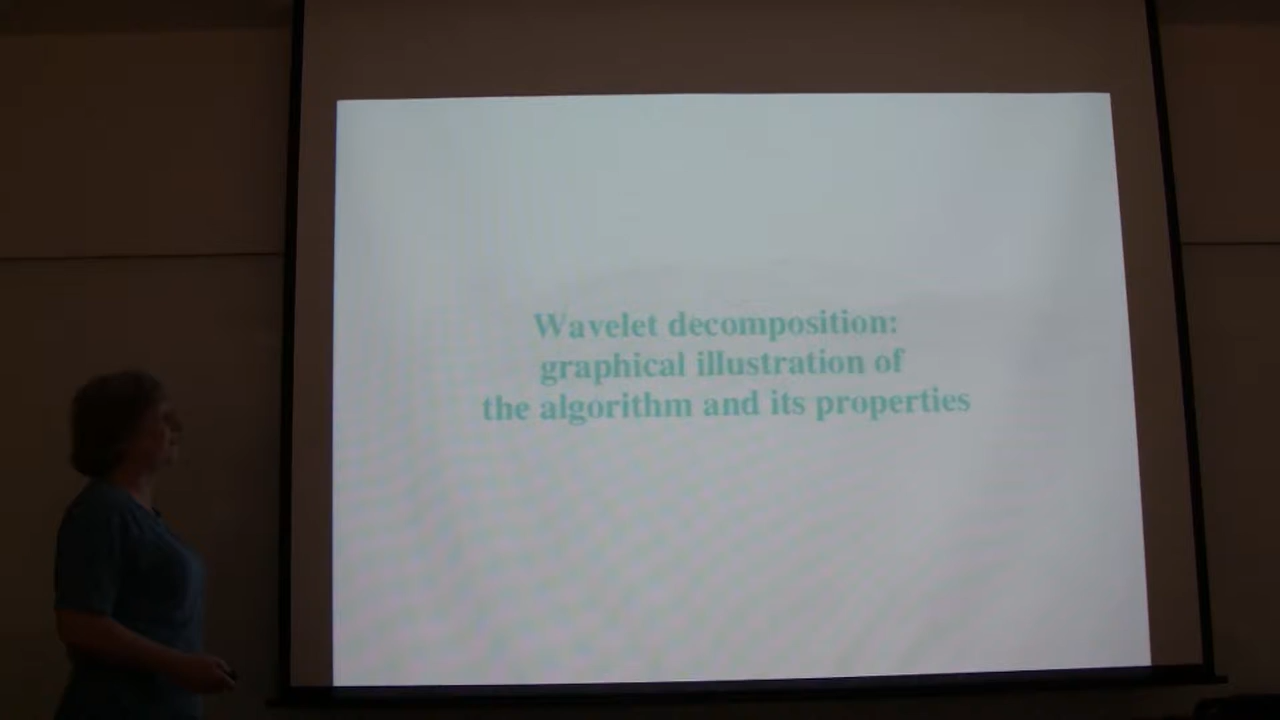 Wavelet decomposition:
graphical illustration of
the algorithm and its properties